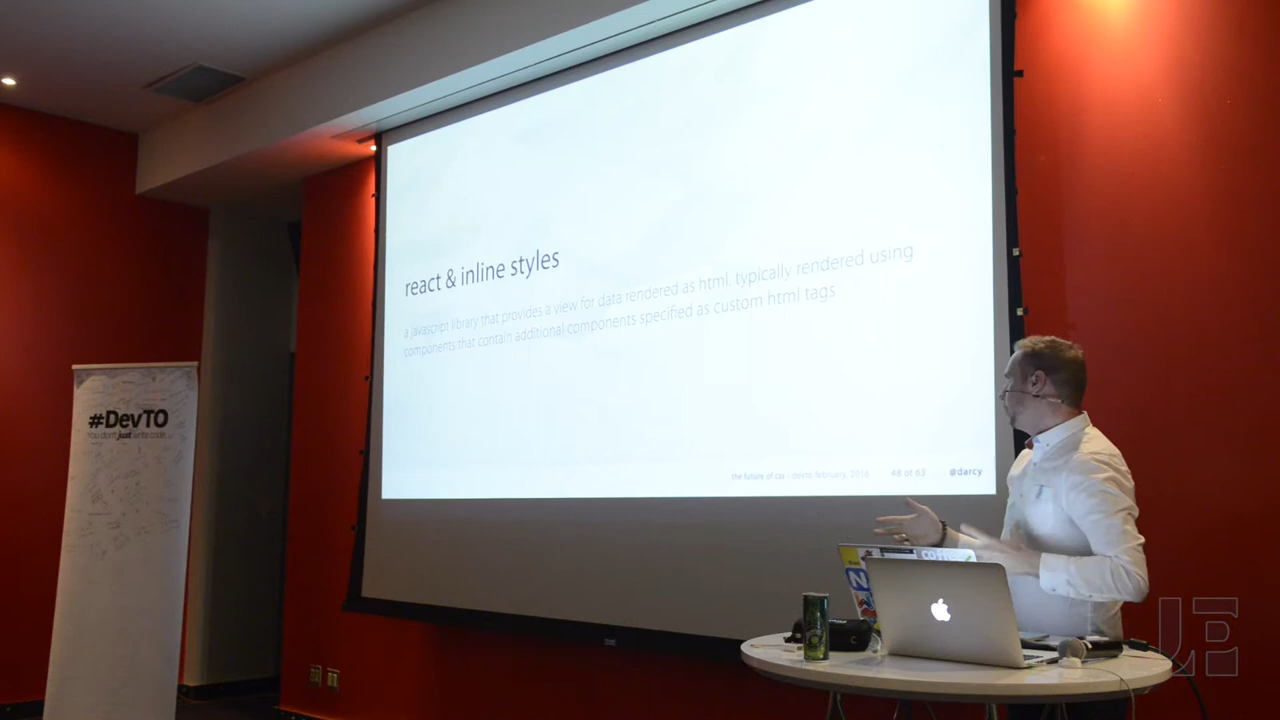 react & inline styles
a javascript library that provides a view for data rendered as html. typically rendered using
components that contain additional components specified as custom html tags
the future of css - devto february, 2016 48 of 63 @darcy
#DevTO
You don't just write code...
coffee
N